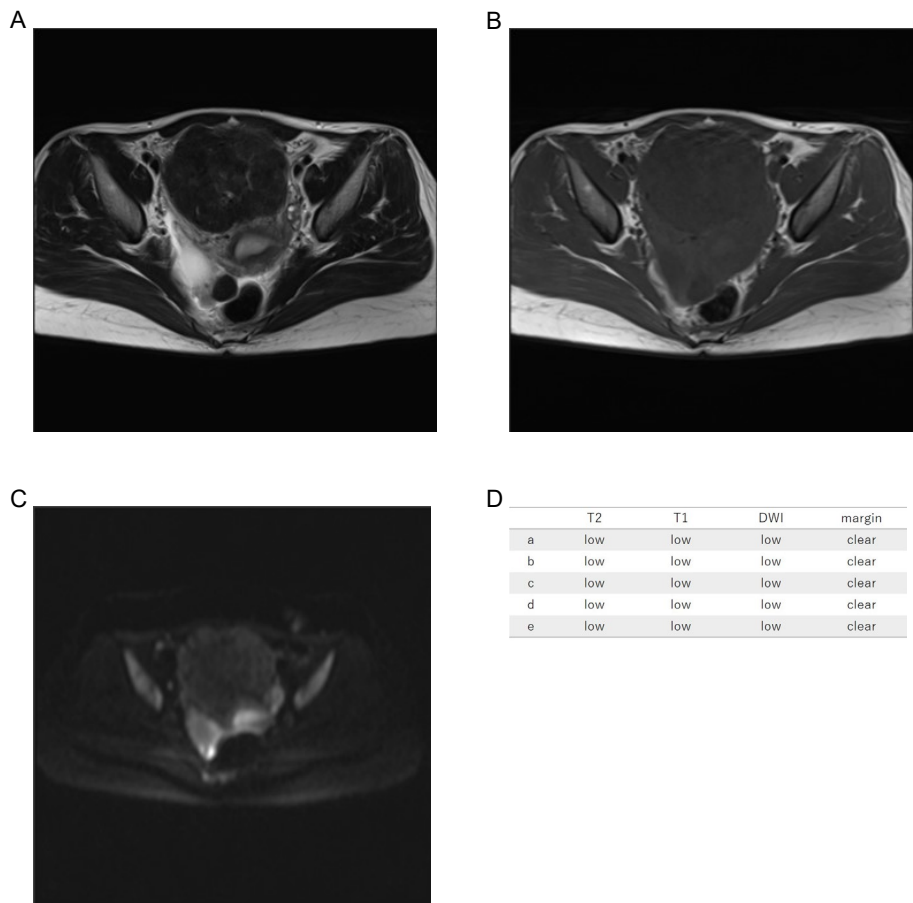 A
B
C
D
T2 T1 DWI margin
a low low low clear
b low low low clear
c low low low clear
d low low low clear
e low low low clear